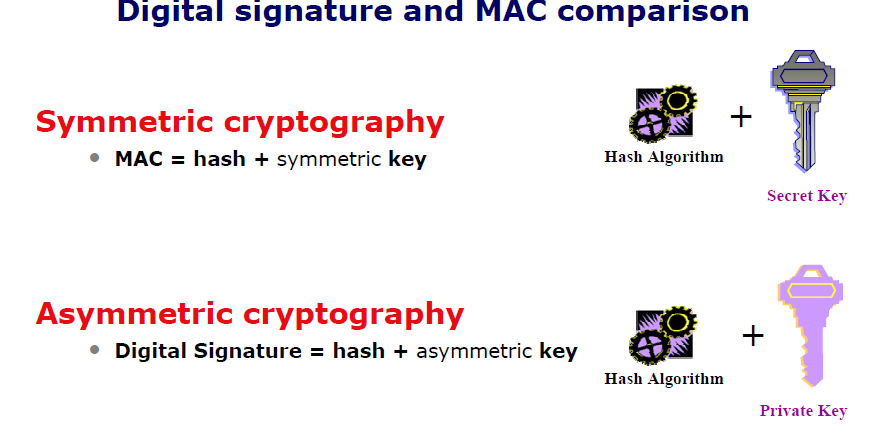 Digital signature and MAC comparison
Symmetric cryptography
• MAC = hash + symmetric key
Hash Algorithm
+
Secret Key
Asymmetric cryptography
• Digital Signature = hash + asymmetric key
Hash Algorithm
+
Private Key